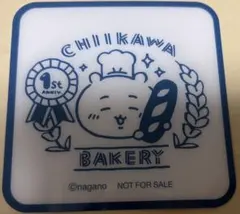 CHIIKAWA
1st
ANNIV.
BAKERY
©nagano NOT FOR SALE